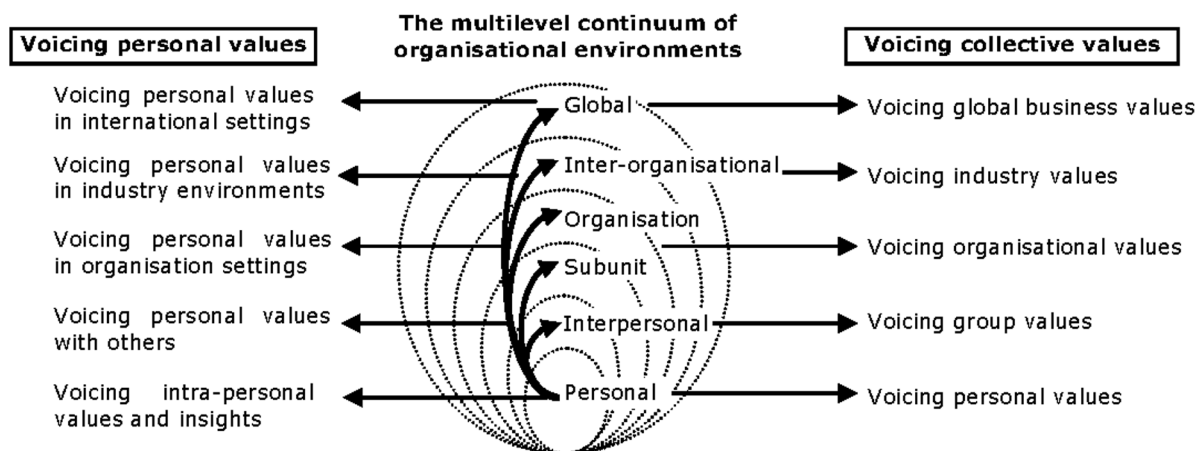 The multilevel continuum of
organisational environments
Voicing personal values
Voicing collective values
Voicing personal values
in international settings
Global
Voicing global business values
Voicing personal values
in industry environments
Inter-organisational
Voicing industry values
Organisation
Voicing personal values
in organisation settings
Voicing organisational values
Subunit
Voicing personal values
with others
Interpersonal
Voicing group values
Voicing intra-personal
values and insights
Personal
Voicing personal values